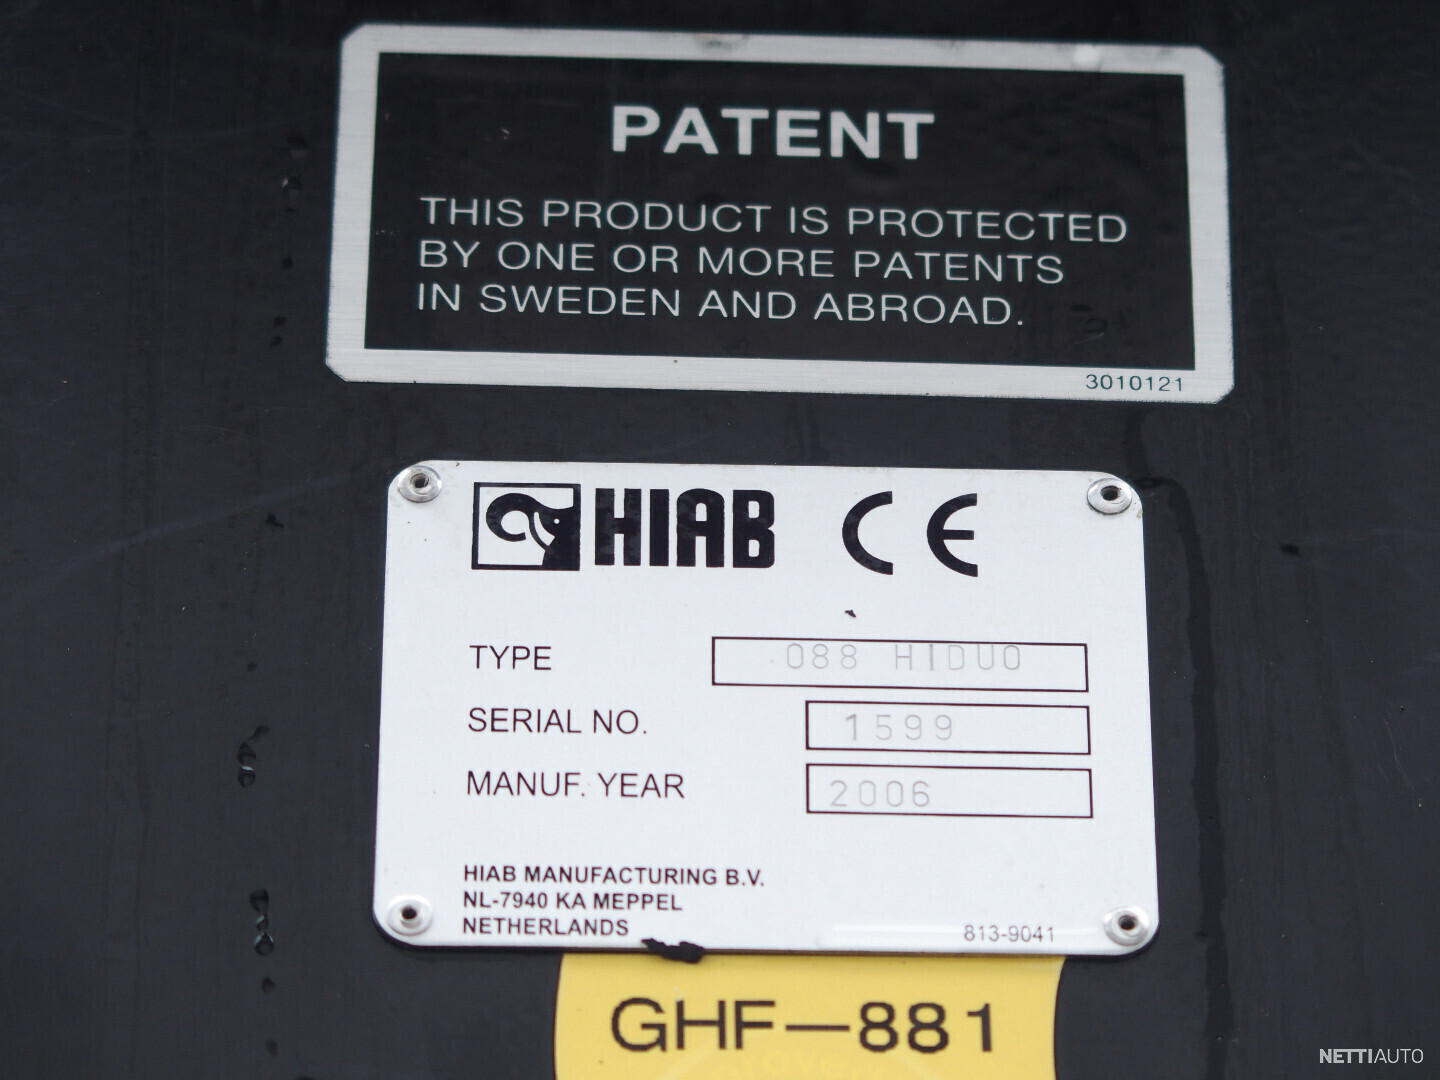 PATENT
THIS PRODUCT IS PROTECTED
BY ONE OR MORE PATENTS
IN SWEDEN AND ABROAD.
3010121
HIAB CE
TYPE 088 HIDUO
SERIAL NO. 1599
MANUF. YEAR 2006
HIAB MANUFACTURING B.V.
NL-7940 KA MEPPEL
NETHERLANDS
813-9041
GHF-881
NETTIAUTO